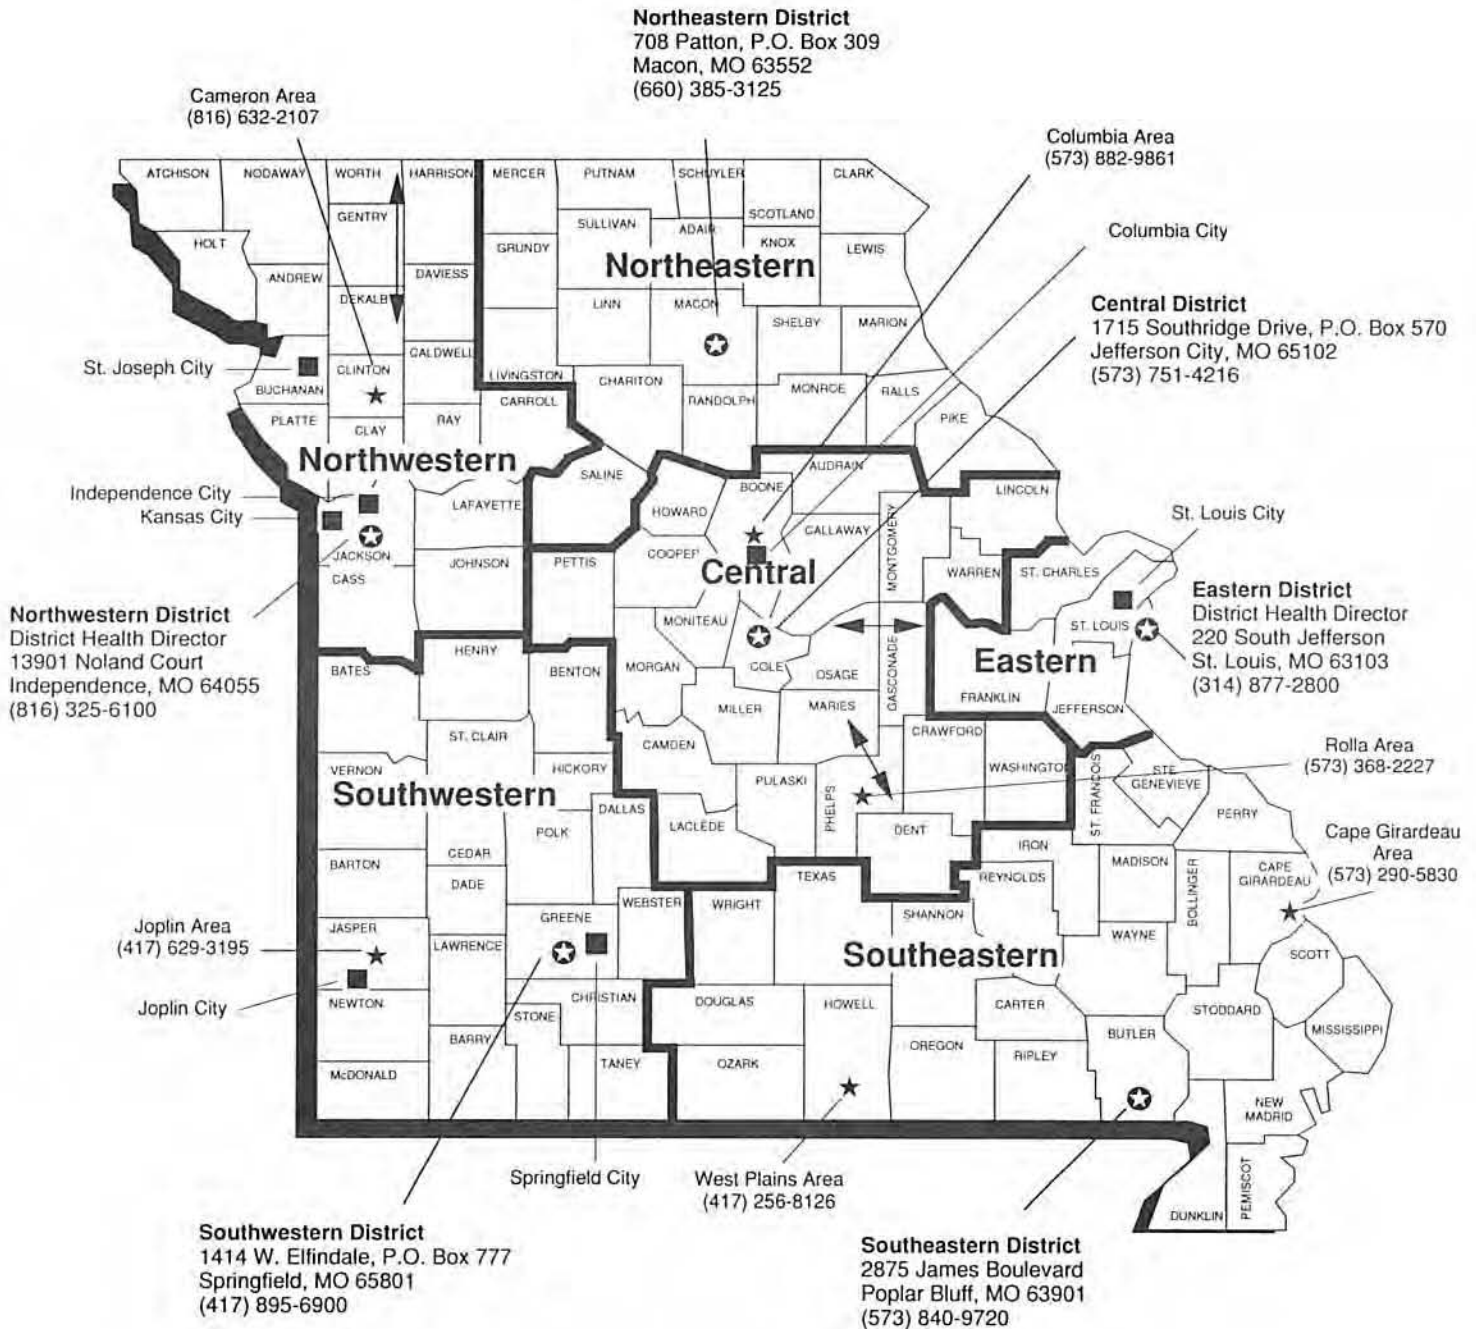 Northeastern District
708 Patton, P.O. Box 309
Macon, MO 63552
(660) 385-3125
Cameron Area
(816) 632-2107
Columbia Area
(573) 882-9861
Columbia City
Central District
1715 Southridge Drive, P.O. Box 570
Jefferson City, MO 65102
(573) 751-4216
ATCHISON
NODAWAY
WORTH
HARRISON
MERCER
PUTNAM
SCHUYLER
SCOTLAND
CLARK
GENTRY
HOLT
ANDREW
DEKALB
DAVIESS
GRUNDY
SULLIVAN
ADAIR
KNOX
LEWIS
Northeastern
LINN
MACON
SHELBY
MARION
St. Joseph City
BUCHANAN
CLINTON
CALDWELL
LIVINGSTON
CHARITON
RANDOLPH
MONROE
RALLS
PIKE
PLATTE
CLAY
RAY
CARROLL
Northwestern
SALINE
AUDRAIN
BOONE
HOWARD
LINCOLN
Independence City
Kansas City
LAFAYETTE
JACKSON
CASS
JOHNSON
PETTIS
COOPER
CALLAWAY
MONTGOMERY
WARREN
ST. CHARLES
St. Louis City
Central
MONITEAU
MORGAN
COLE
OSAGE
GASCONADE
Eastern
FRANKLIN
ST. LOUIS
JEFFERSON
Eastern District
District Health Director
220 South Jefferson
St. Louis, MO 63103
(314) 877-2800
Northwestern District
District Health Director
13901 Noland Court
Independence, MO 64055
(816) 325-6100
BATES
HENRY
BENTON
MILLER
MARIES
CAMDEN
CRAWFORD
WASHINGTON
ST. FRANCOIS
STE
GENEVIEVE
PERRY
Rolla Area
(573) 368-2227
VERNON
ST. CLAIR
HICKORY
Southwestern
DALLAS
PULASKI
PHELPS
LACLEDE
DENT
IRON
POLK
CEDAR
BARTON
DADE
TEXAS
REYNOLDS
MADISON
BOLLINGER
CAPE
GIRARDEAU
Cape Girardeau
Area
(573) 290-5830
Joplin Area
(417) 629-3195
JASPER
Joplin City
NEWTON
LAWRENCE
GREENE
WEBSTER
WRIGHT
SHANNON
WAYNE
SCOTT
Southeastern
CHRISTIAN
STONE
DOUGLAS
HOWELL
CARTER
STODDARD
MISSISSIPPI
BARRY
McDONALD
TANEY
OZARK
OREGON
RIPLEY
BUTLER
NEW
MADRID
PEMISCOT
DUNKLIN
Springfield City
West Plains Area
(417) 256-8126
Southwestern District
1414 W. Elfindale, P.O. Box 777
Springfield, MO 65801
(417) 895-6900
Southeastern District
2875 James Boulevard
Poplar Bluff, MO 63901
(573) 840-9720